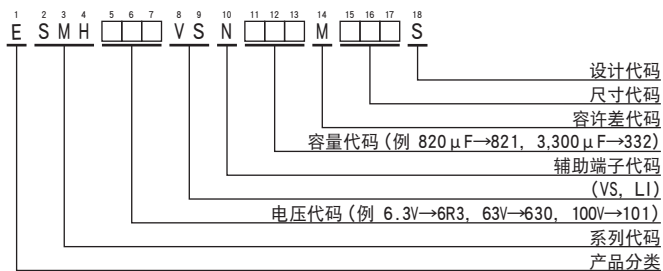 1 2 3 4 5 6 7 8 9 10 11 12 13 14 15 16 17 18
E S M H □□□ V S N □□□ M □□□ S
设计代码
尺寸代码
容许差代码
容量代码 (例 820μF→821, 3,300μF→332)
辅助端子代码
(VS, LI)
电压代码 (例 6.3V→6R3, 63V→630, 100V→101)
系列代码
产品分类